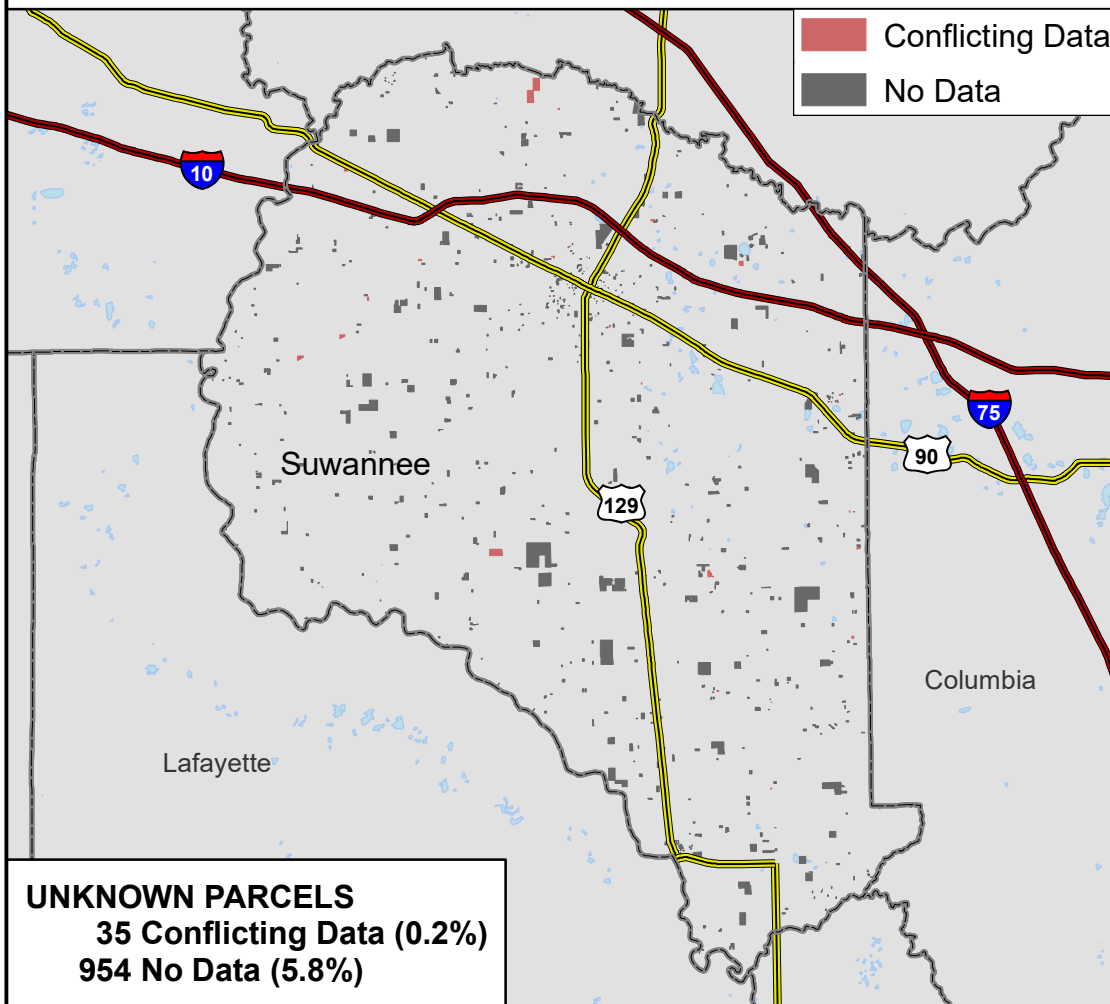 Conflicting Data
No Data
10
75
90
Suwannee
129
Columbia
Lafayette
UNKNOWN PARCELS
35 Conflicting Data (0.2%)
954 No Data (5.8%)